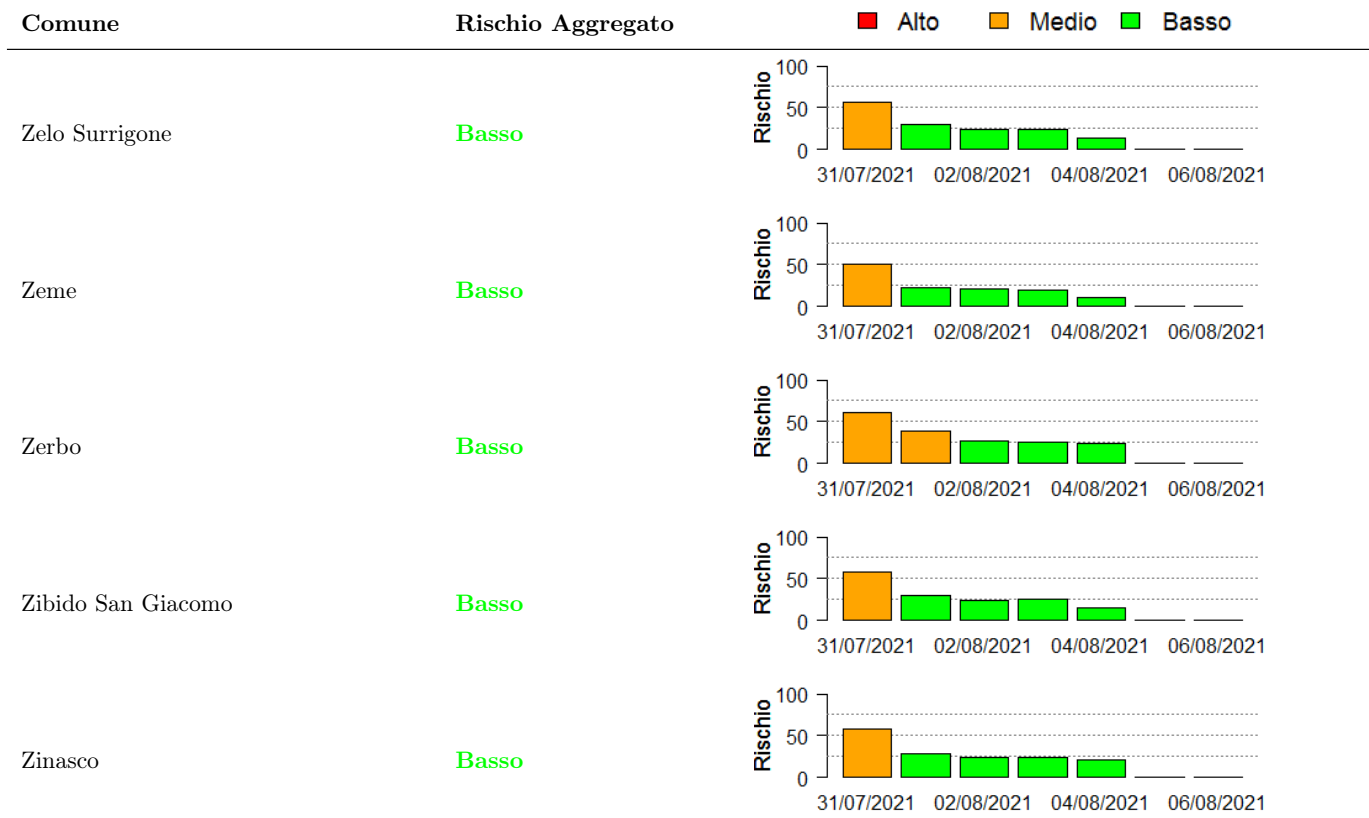 Comune Rischio Aggregato Alto Medio Basso
Zelo Surrigone Basso
Rischio
100
50
0
31/07/2021 02/08/2021 04/08/2021 06/08/2021
Zeme Basso
Rischio
100
50
0
31/07/2021 02/08/2021 04/08/2021 06/08/2021
Zerbo Basso
Rischio
100
50
0
31/07/2021 02/08/2021 04/08/2021 06/08/2021
Zibido San Giacomo Basso
Rischio
100
50
0
31/07/2021 02/08/2021 04/08/2021 06/08/2021
Zinasco Basso
Rischio
100
50
0
31/07/2021 02/08/2021 04/08/2021 06/08/2021